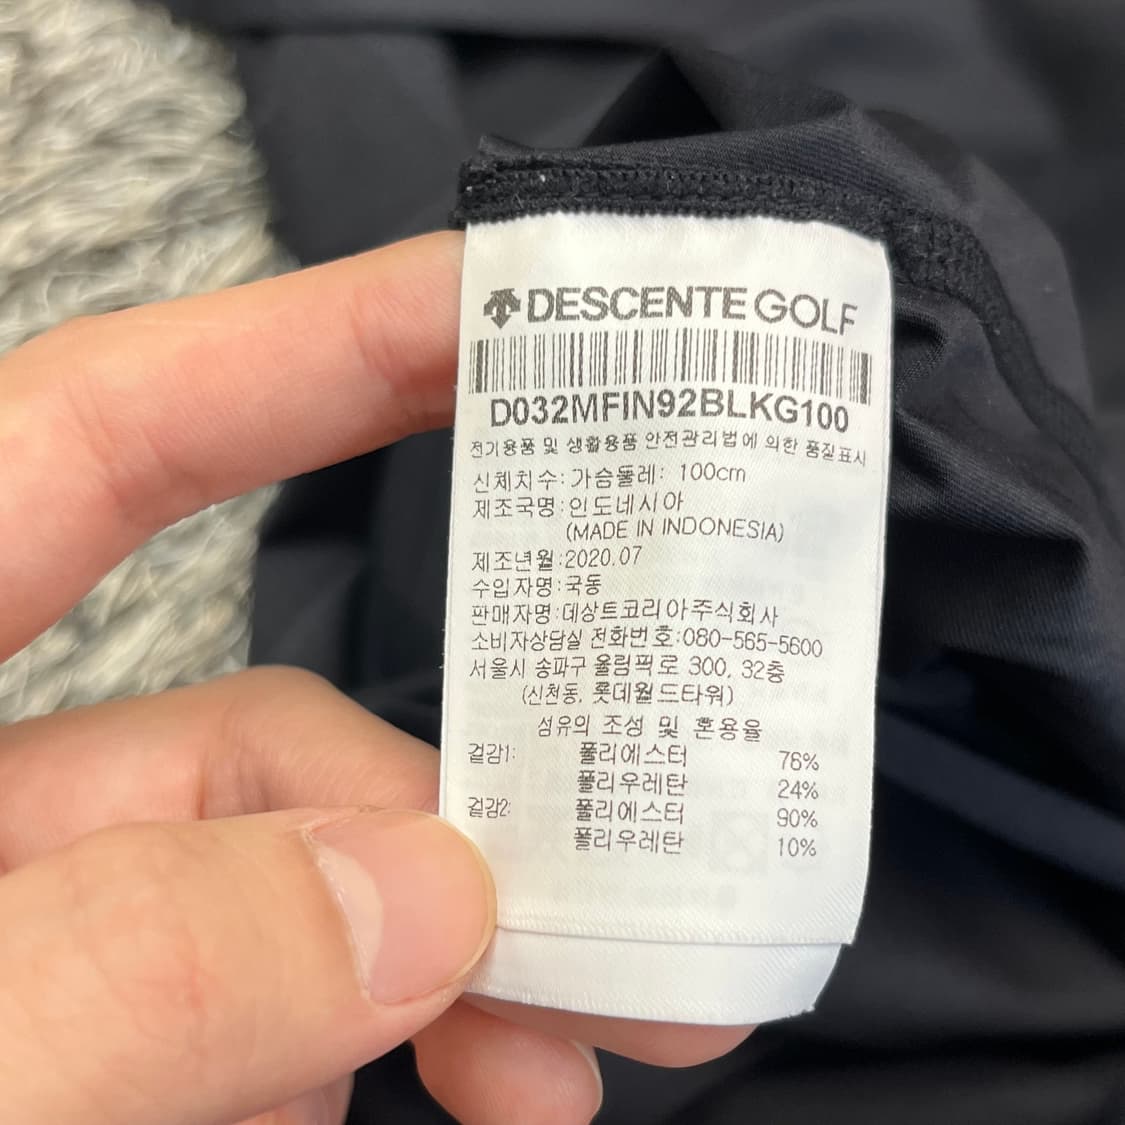 DESCENTE GOLF
D032MFIN92BLKG100
전기용품 및 생활용품 안전관리법에 의한 품질표시
신체치수: 가슴둘레: 100cm
제조국명:인도네시아
(MADE IN INDONESIA)
제조년월:2020.07
수입자명:국동
판매자명:데상트코리아주식회사
소비자상담실 전화번호:080-565-5600
서울시 송파구 올림픽로 300, 32층
(신천동, 롯데월드타워)
섬유의 조성 및 혼용율
겉감1: 폴리에스터 76%
폴리우레탄 24%
겉감2: 폴리에스터 90%
폴리우레탄 10%